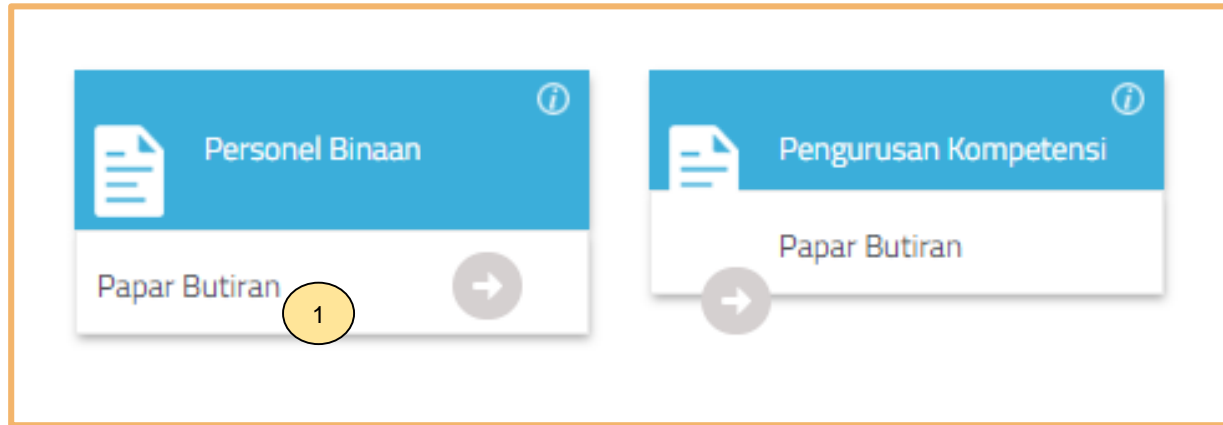 Personel Binaan
Papar Butiran
1
Pengurusan Kompetensi
Papar Butiran